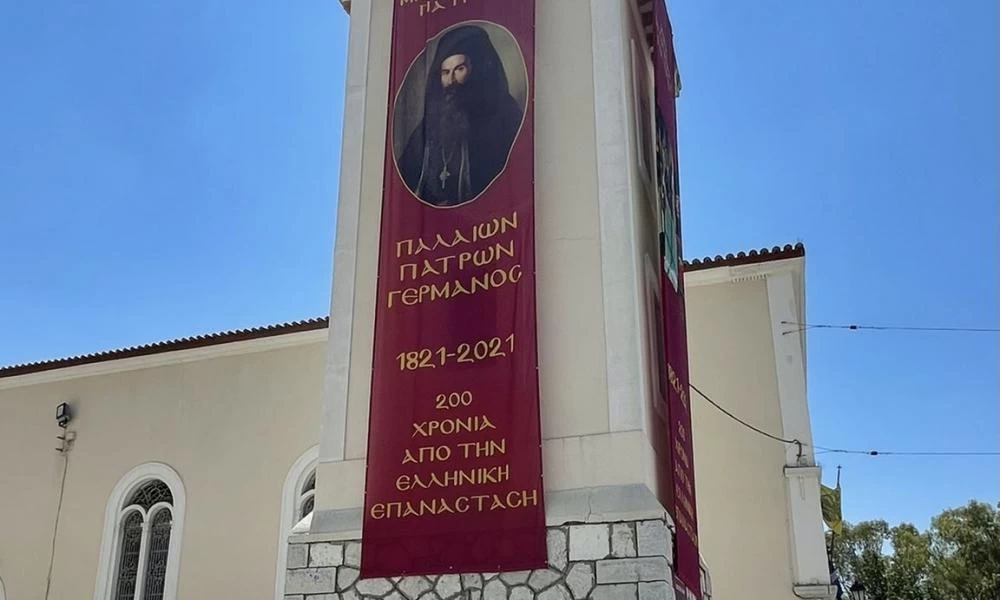 ΠΑΛΑΙΩΝ
ΠΑΤΡΩΝ
ΓΕΡΜΑΝΟΣ
1821-2021
200
ΧΡΟΝΙΑ
ΑΠΟ ΤΗΝ
ΕΛΛΗΝΙΚΗ
ΕΠΑΝΑΣΤΑΣΗ